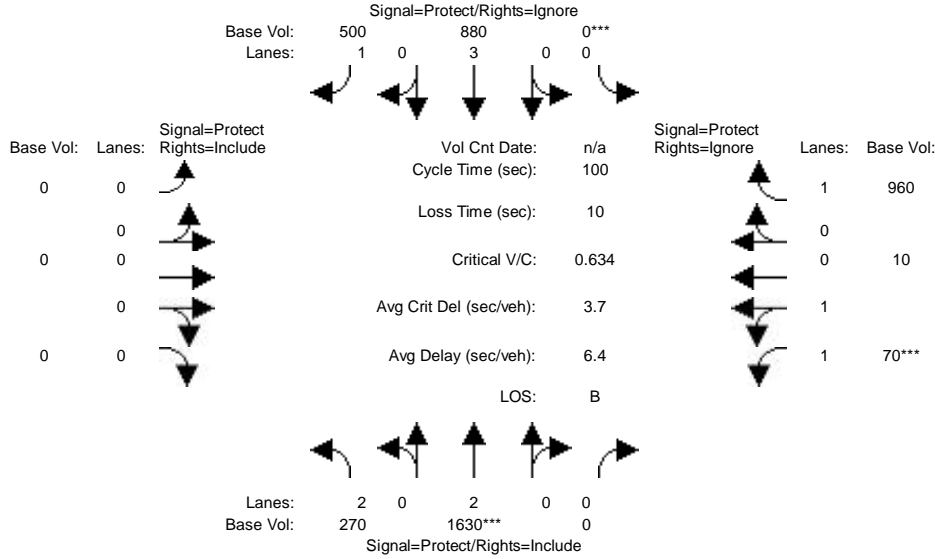 Signal=Protect/Rights=Ignore
Base Vol: 500 880 0***
Lanes: 1 0 3 0 0
Signal=Protect
Base Vol: Lanes: Rights=Include
Vol Cnt Date: n/a
Signal=Protect
Rights=Ignore Lanes: Base Vol:
Cycle Time (sec): 100
0 0
1 960
Loss Time (sec): 10
0
0
0 0
Critical V/C: 0.634
0 10
0
Avg Crit Del (sec/veh): 3.7
1
0 0
Avg Delay (sec/veh): 6.4
1 70***
LOS: B
Lanes: 2 0 2 0 0
Base Vol: 270 1630*** 0
Signal=Protect/Rights=Include